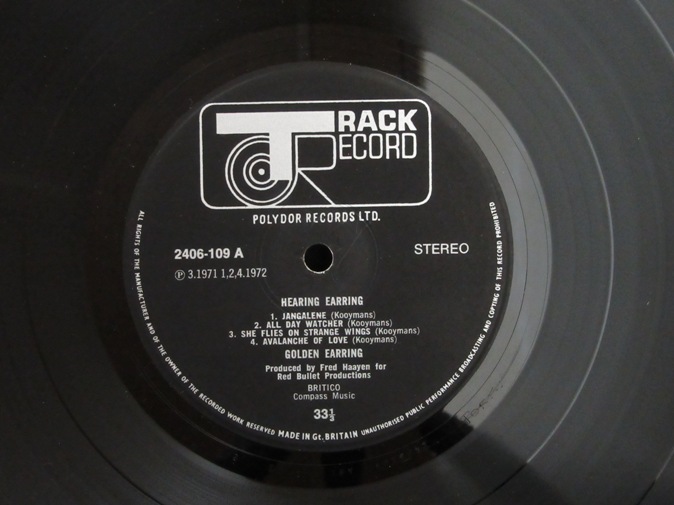 TRACK
RECORD
POLYDOR RECORDS LTD.
2406-109 A
STEREO
℗ 3.1971 1,2,4.1972
HEARING EARRING
1. JANGALENE (Kooymans)
2. ALL DAY WATCHER (Kooymans)
3. SHE FLIES ON STRANGE WINGS (Kooymans)
4. AVALANCHE OF LOVE (Kooymans)
GOLDEN EARRING
Produced by Fred Haayen for
Red Bullet Productions
BRITICO
Compass Music
33⅓
ALL RIGHTS OF THE MANUFACTURER AND OF THE OWNER OF THE RECORDED WORK RESERVED MADE IN Gt. BRITAIN UNAUTHORISED PUBLIC PERFORMANCE BROADCASTING AND COPYING OF THIS RECORD PROHIBITED